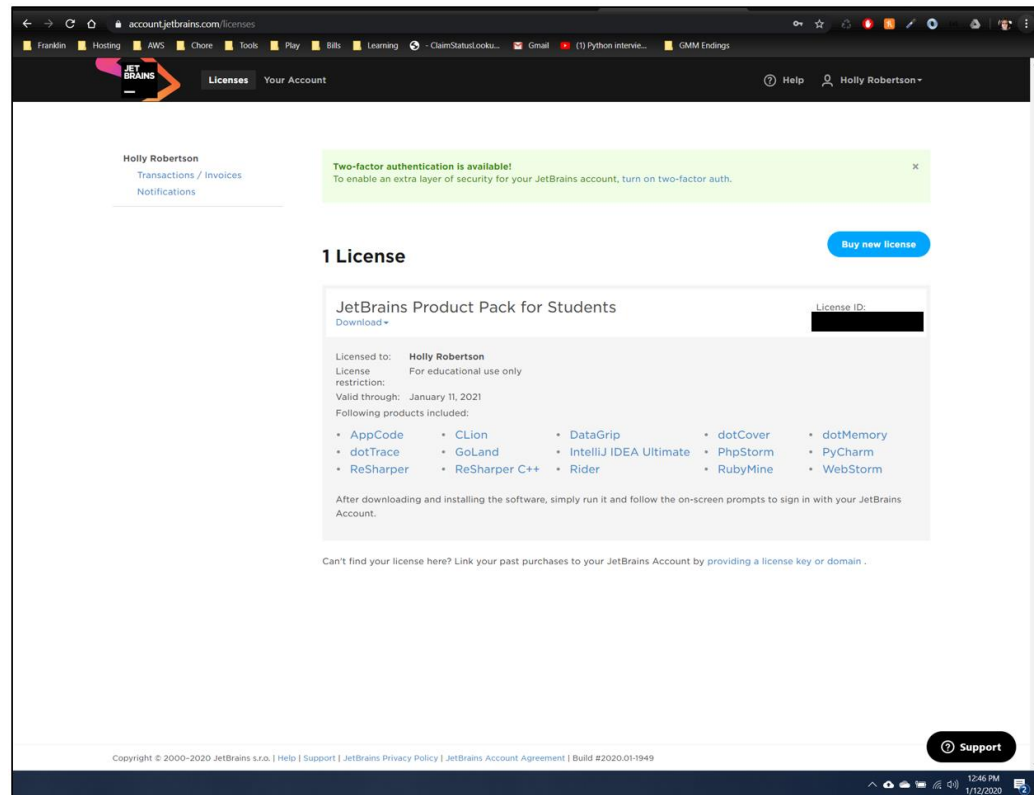 account.jetbrains.com/licenses
Franklin Hosting AWS Chore Tools Play Bills Learning - ClaimStatusLooku... Gmail (1) Python intervie... GMM Endings
JET
BRAINS
Licenses Your Account Help Holly Robertson
Holly Robertson
Transactions / Invoices
Notifications
Two-factor authentication is available!
To enable an extra layer of security for your JetBrains account, turn on two-factor auth.
1 License
Buy new license
JetBrains Product Pack for Students
Download
License ID:
Licensed to: Holly Robertson
License restriction: For educational use only
Valid through: January 11, 2021
Following products included:
• AppCode • CLion • DataGrip • dotCover • dotMemory
• dotTrace • GoLand • IntelliJ IDEA Ultimate • PhpStorm • PyCharm
• ReSharper • ReSharper C++ • Rider • RubyMine • WebStorm
After downloading and installing the software, simply run it and follow the on-screen prompts to sign in with your JetBrains
Account.
Can't find your license here? Link your past purchases to your JetBrains Account by providing a license key or domain .
Support
Copyright © 2000-2020 JetBrains s.r.o. | Help | Support | JetBrains Privacy Policy | JetBrains Account Agreement | Build #2020.01-1949
12:46 PM
1/12/2020